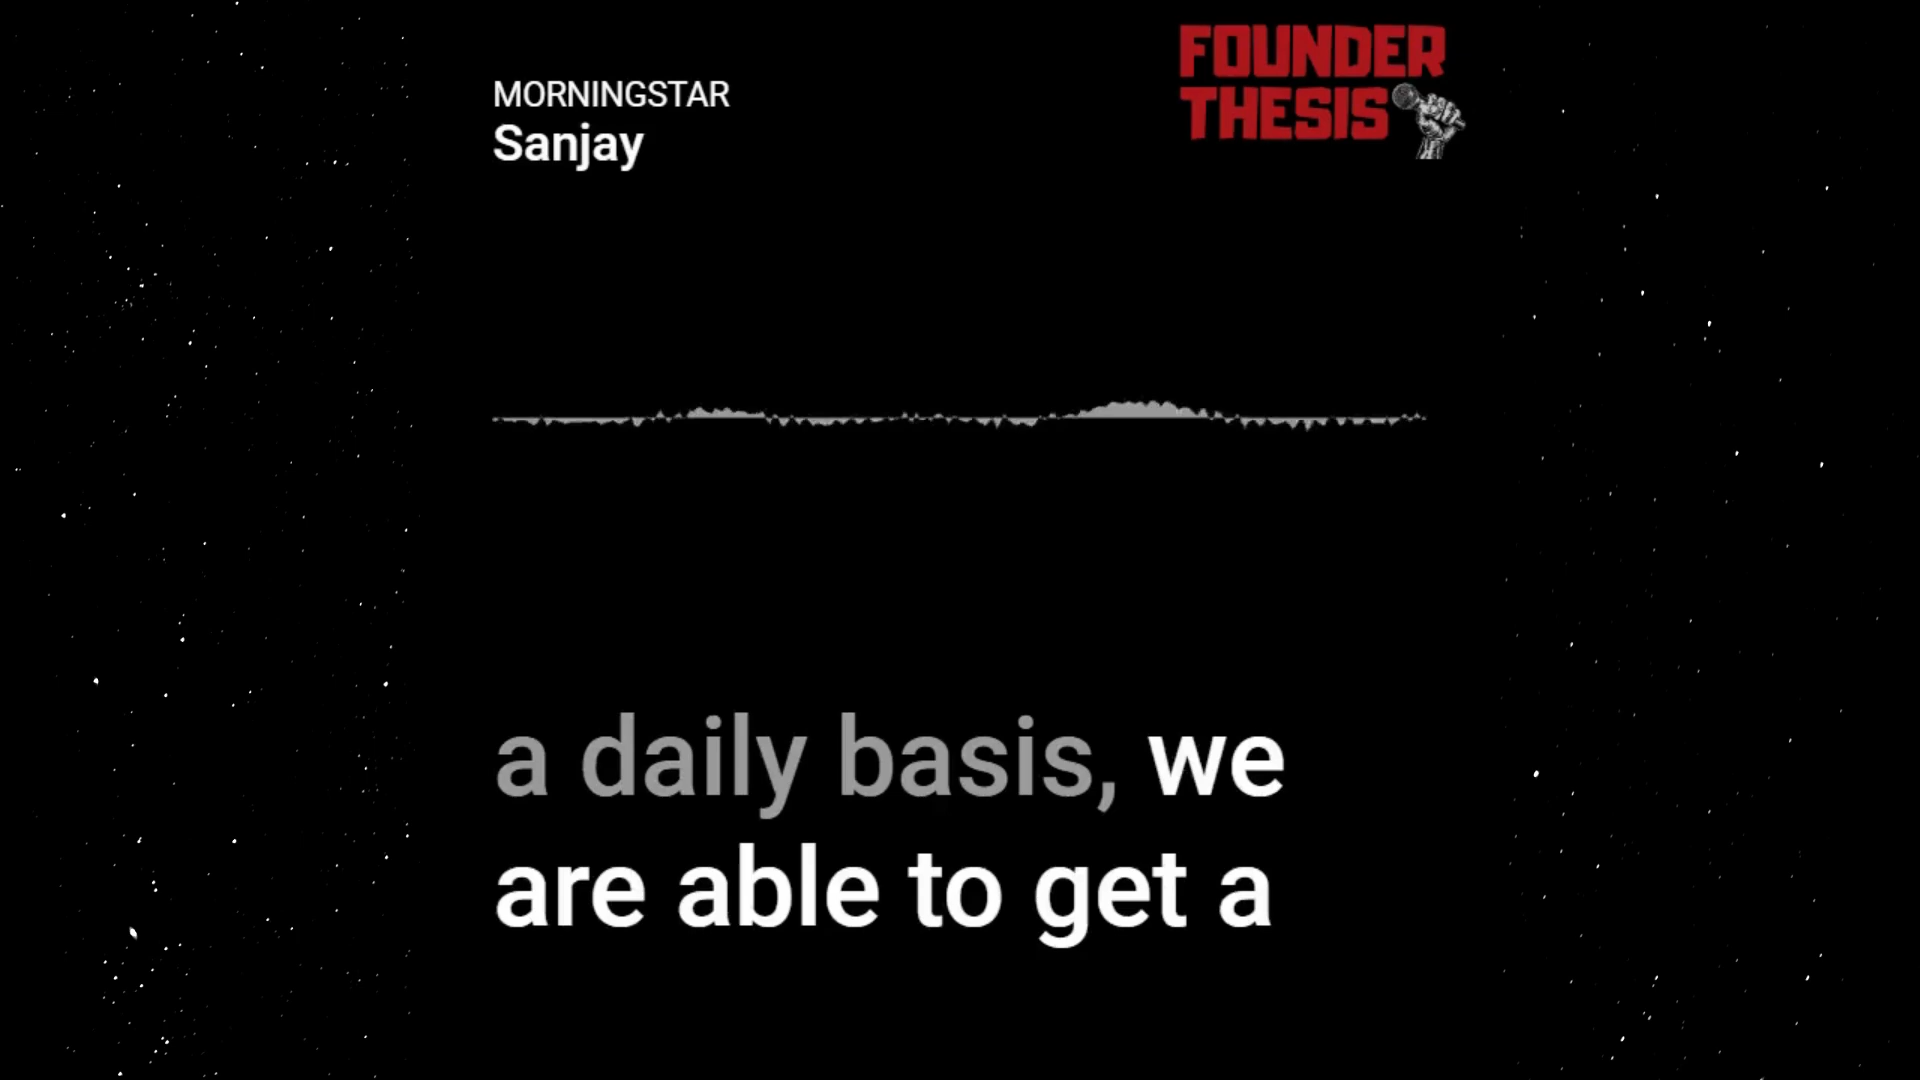 MORNINGSTAR
Sanjay
FOUNDER
THESIS
a daily basis, we
are able to get a